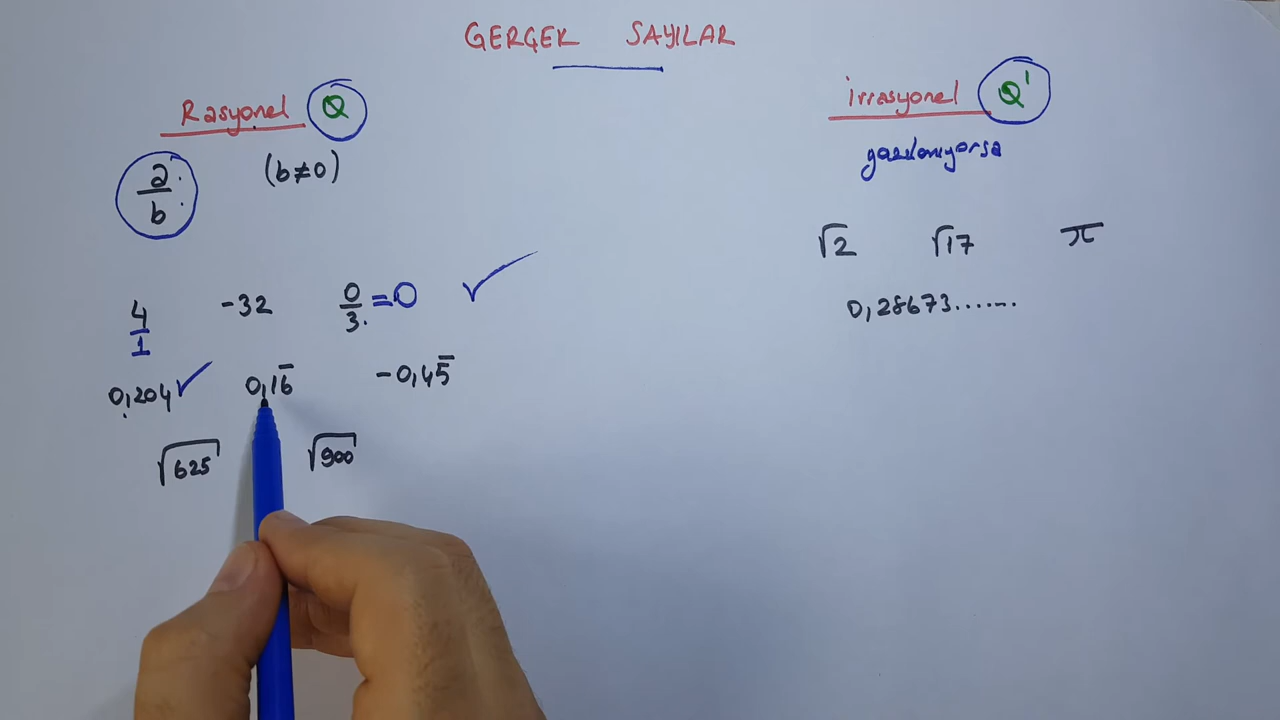 GERÇEK SAYILAR
Rasyonel Q
a/b (b≠0)
4/1 -32 0/3 = 0 ✓
0,204 ✓ 0,16̅ -0,45̅
√625 √900
irrasyonel Q'
yazılamıyorsa
√2 √17 π
0,28673.......